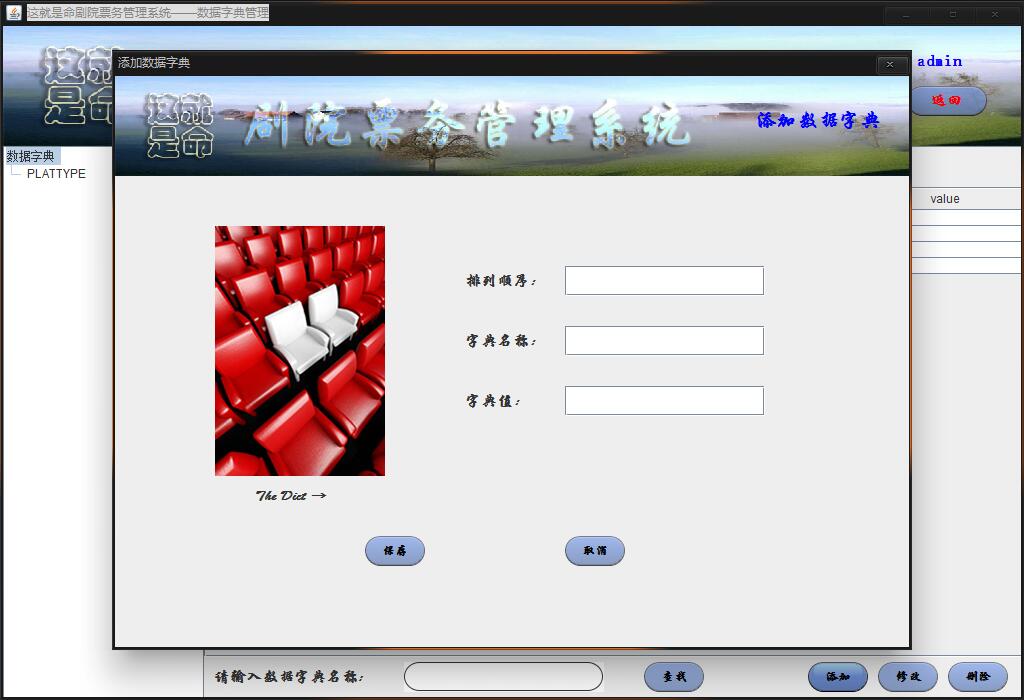 这就是命剧院票务管理系统——数据字典管理
这就
是命
admin
返回
添加数据字典
这就
是命
剧院票务管理系统
添加数据字典
数据字典
PLATTYPE
value
排列顺序：
字典名称：
字典值：
The Dict →
保存
取消
请输入数据字典名称：
查找
添加
修改
删除